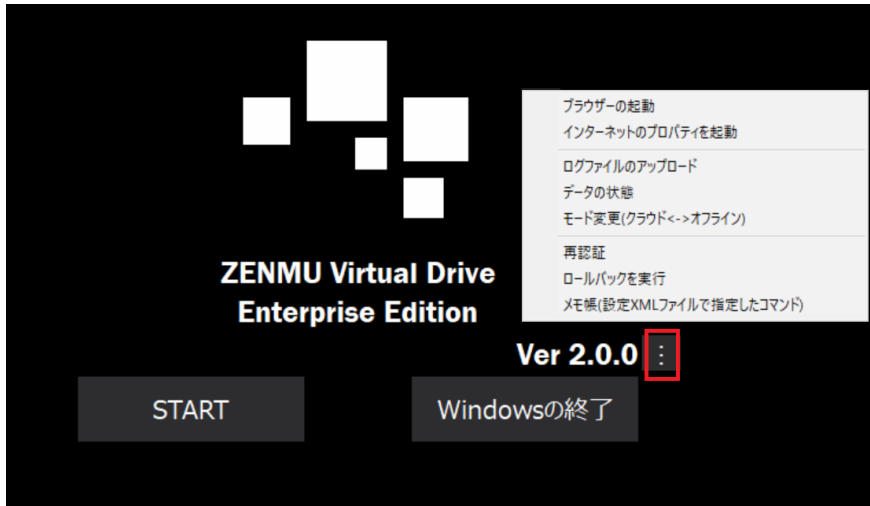 ブラウザーの起動
インターネットのプロパティを起動
ログファイルのアップロード
データの状態
モード変更(クラウド<->オフライン)
再認証
ロールバックを実行
メモ帳(設定XMLファイルで指定したコマンド)
ZENMU Virtual Drive
Enterprise Edition
Ver 2.0.0
START
Windowsの終了